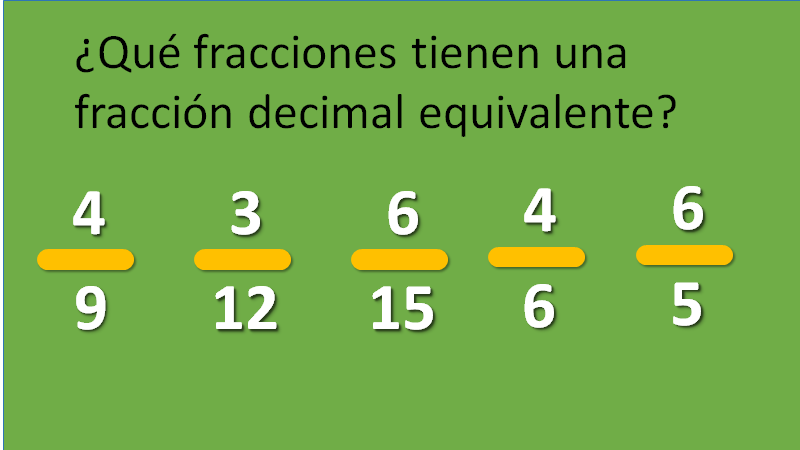 ¿Qué fracciones tienen una
fracción decimal equivalente?
4 3 6 4 6
9 12 15 6 5